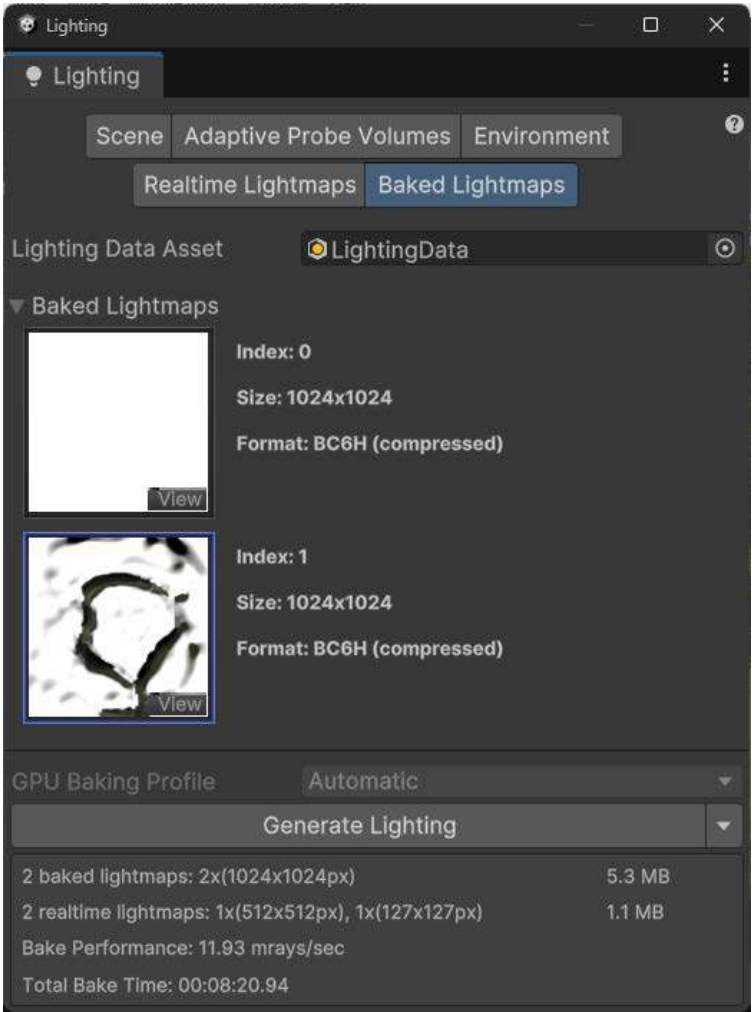 Lighting
Lighting
Scene Adaptive Probe Volumes Environment
Realtime Lightmaps Baked Lightmaps
Lighting Data Asset LightingData
Baked Lightmaps
Index: 0
Size: 1024x1024
Format: BC6H (compressed)
View
Index: 1
Size: 1024x1024
Format: BC6H (compressed)
View
GPU Baking Profile Automatic
Generate Lighting
2 baked lightmaps: 2x(1024x1024px) 5.3 MB
2 realtime lightmaps: 1x(512x512px), 1x(127x127px) 1.1 MB
Bake Performance: 11.93 mrays/sec
Total Bake Time: 00:08:20.94